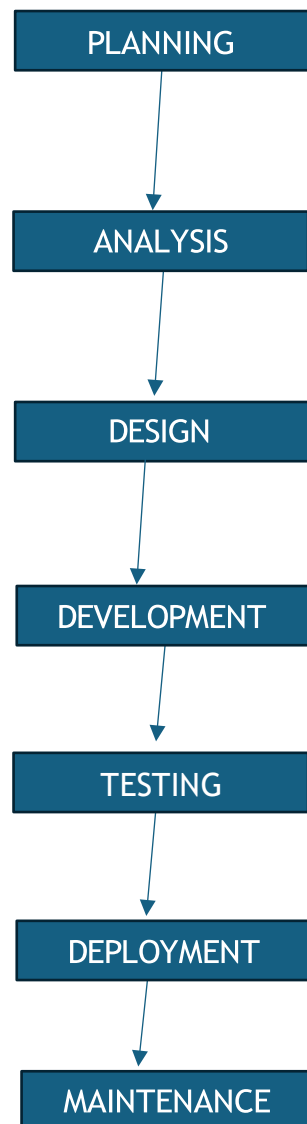 PLANNING
ANALYSIS
DESIGN
DEVELOPMENT
TESTING
DEPLOYMENT
MAINTENANCE